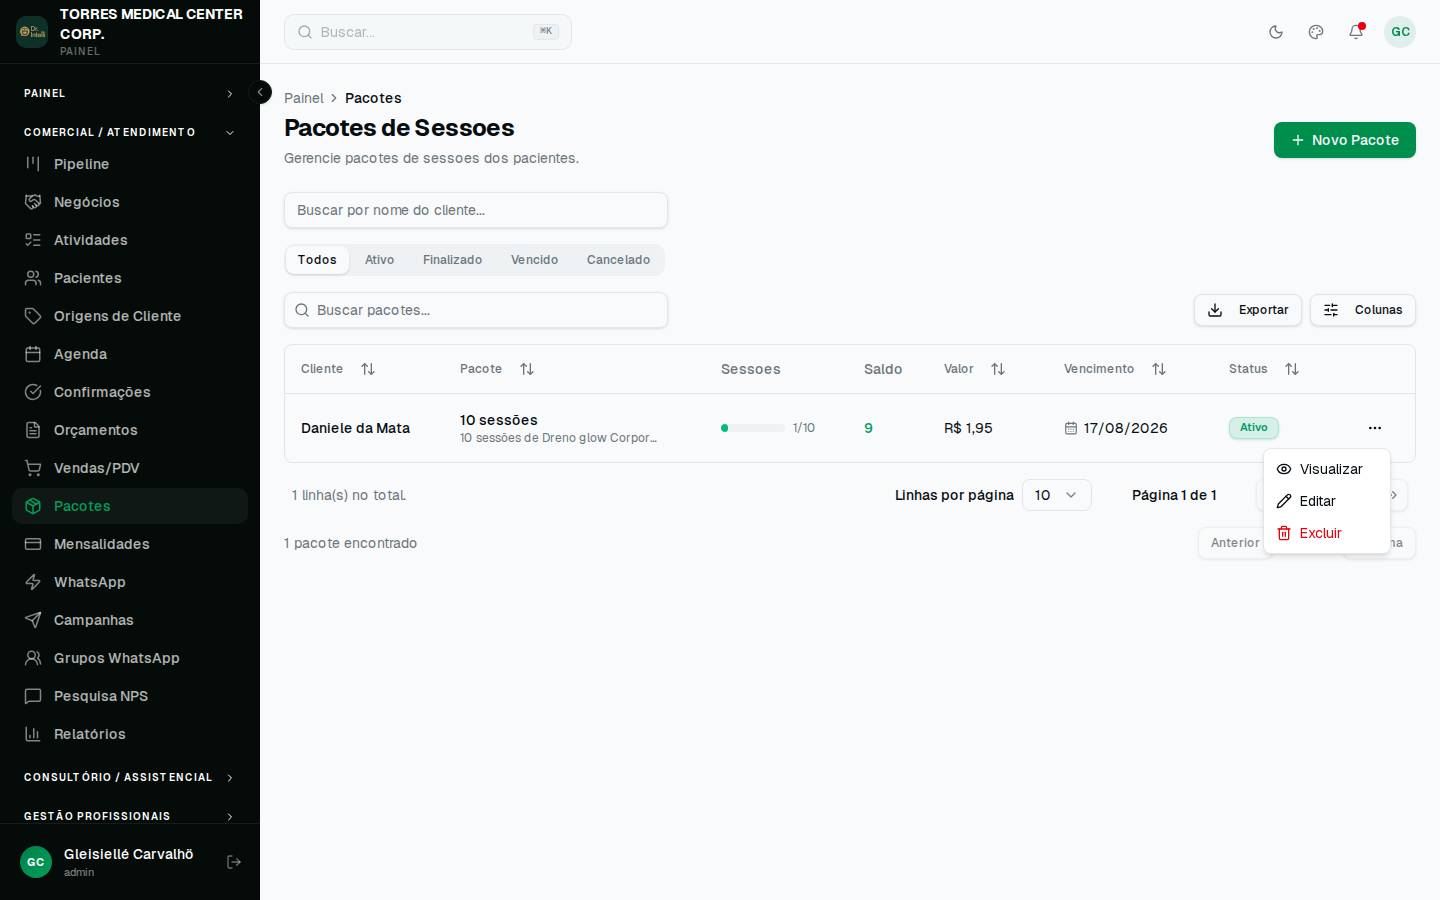 TORRES MEDICAL CENTER
CORP.
PAINEL
Buscar...
⌘K
GC
PAINEL
COMERCIAL / ATENDIMENTO
Pipeline
Negócios
Atividades
Pacientes
Origens de Cliente
Agenda
Confirmações
Orçamentos
Vendas/PDV
Pacotes
Mensalidades
WhatsApp
Campanhas
Grupos WhatsApp
Pesquisa NPS
Relatórios
CONSULTÓRIO / ASSISTENCIAL
GESTÃO PROFISSIONAIS
GC
Gleisiellé Carvalhö
admin
Painel > Pacotes
Pacotes de Sessoes
Gerencie pacotes de sessoes dos pacientes.
Novo Pacote
Buscar por nome do cliente...
Todos Ativo Finalizado Vencido Cancelado
Buscar pacotes...
Exportar Colunas
Cliente Pacote Sessoes Saldo Valor Vencimento Status
Daniele da Mata 10 sessões 1/10 9 R$ 1,95 17/08/2026 Ativo
10 sessões de Dreno glow Corpor...
Visualizar
Editar
Excluir
1 linha(s) no total.
Linhas por página 10 Página 1 de 1
1 pacote encontrado
Anterior